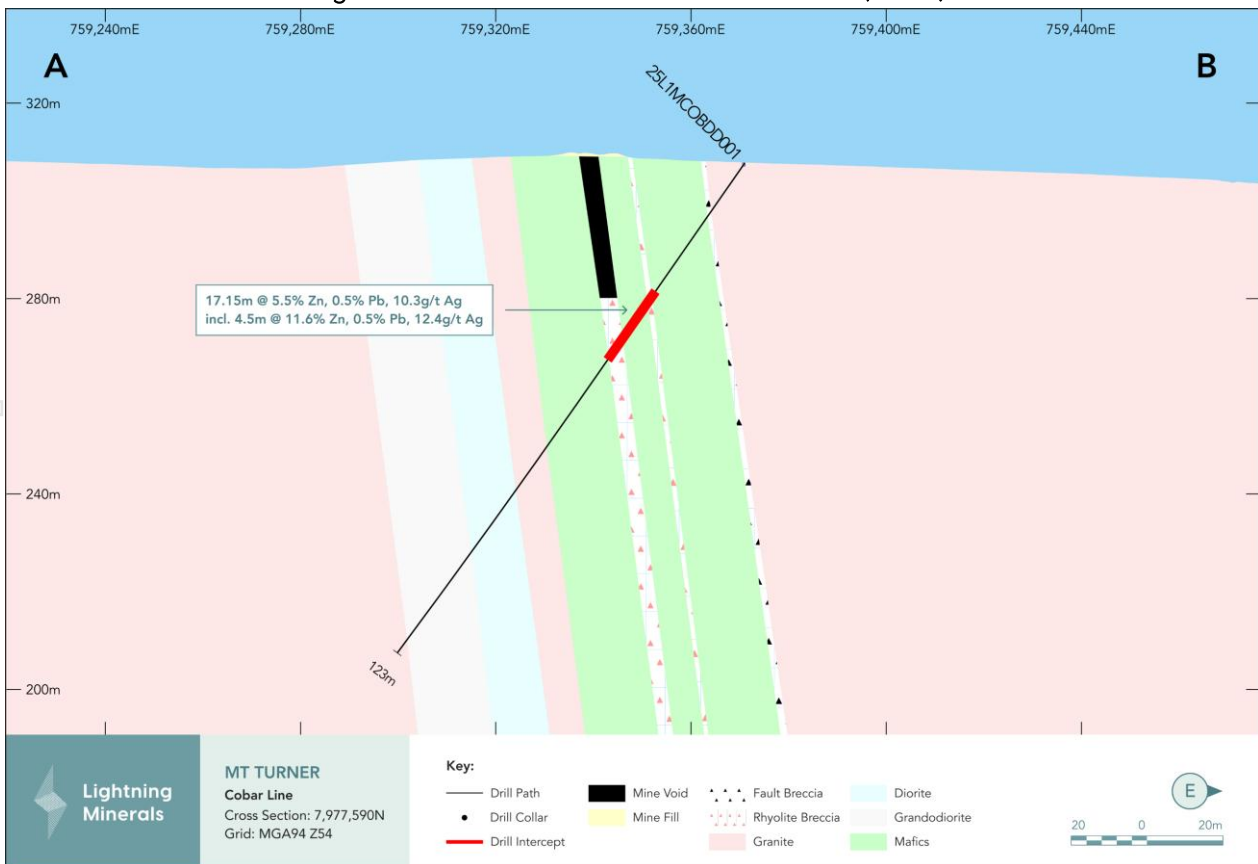 759,240mE
759,280mE
759,320mE
759,360mE
759,400mE
759,440mE
A
B
25L1MCOBDD001
320m
280m
17.15m @ 5.5% Zn, 0.5% Pb, 10.3g/t Ag
incl. 4.5m @ 11.6% Zn, 0.5% Pb, 12.4g/t Ag
240m
123m
200m
Lightning
Minerals
MT TURNER
Cobar Line
Cross Section: 7,977,590N
Grid: MGA94 Z54
Key:
Drill Path
Drill Collar
Drill Intercept
Mine Void
Mine Fill
Fault Breccia
Rhyolite Breccia
Granite
Diorite
Grandodiorite
Mafics
E
20
0
20m